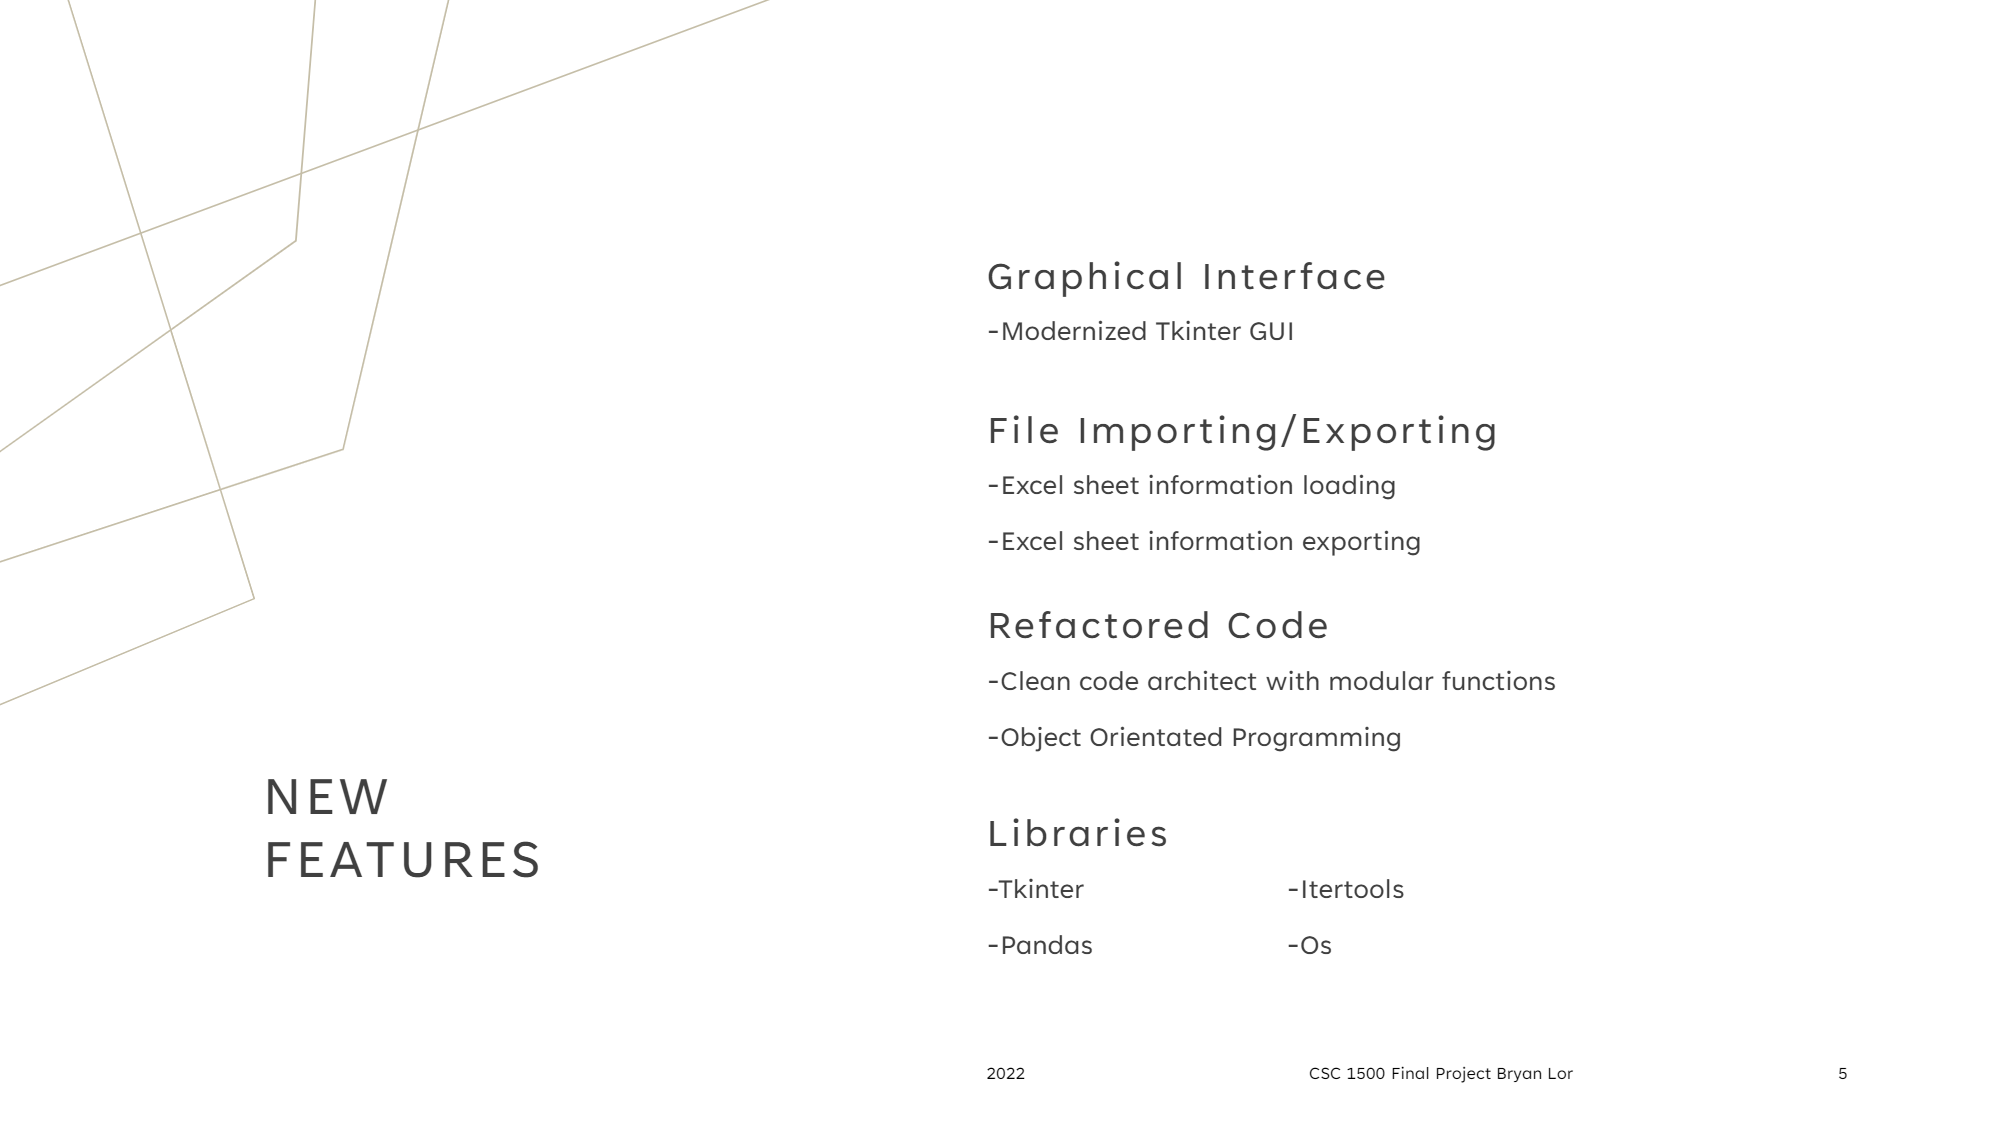 NEW
FEATURES
Graphical Interface
-Modernized Tkinter GUI
File Importing/Exporting
-Excel sheet information loading
-Excel sheet information exporting
Refactored Code
-Clean code architect with modular functions
-Object Orientated Programming
Libraries
-Tkinter -Itertools
-Pandas -Os
2022 CSC 1500 Final Project Bryan Lor 5